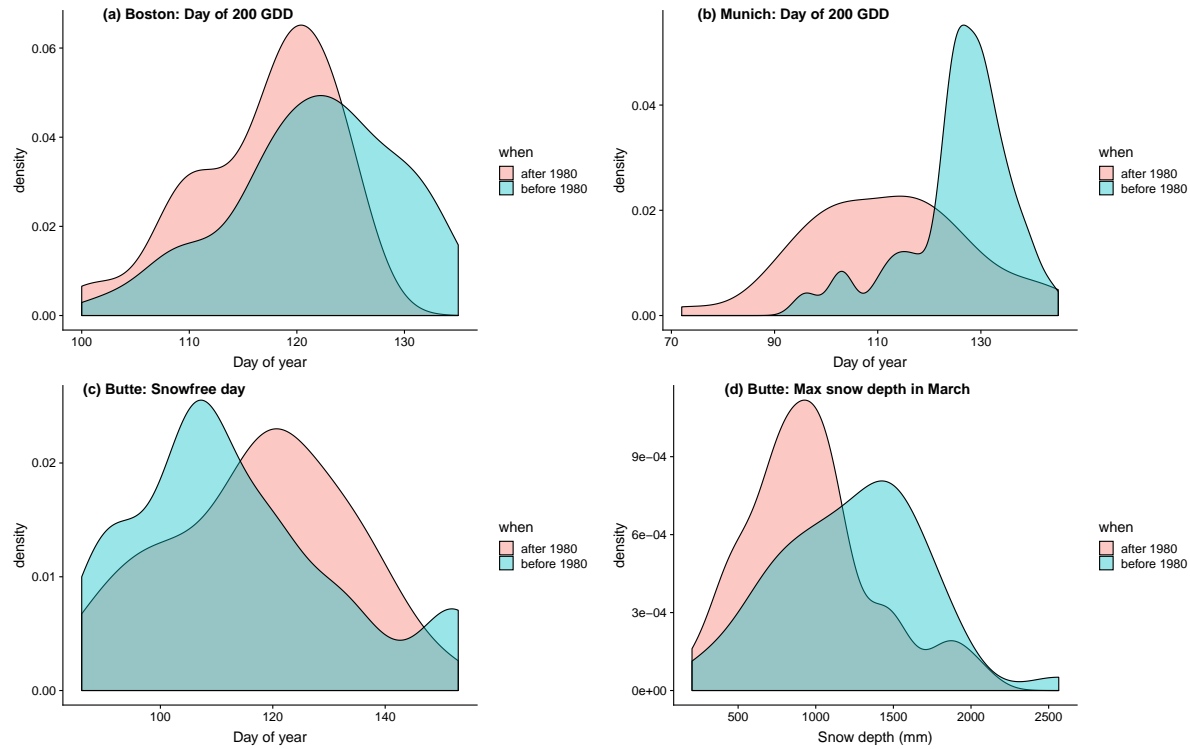 (a) Boston: Day of 200 GDD
0.06
0.04
0.02
0.00
density
100
110
120
130
Day of year
when
after 1980
before 1980
(b) Munich: Day of 200 GDD
0.04
0.02
0.00
density
70
90
110
130
Day of year
when
after 1980
before 1980
(c) Butte: Snowfree day
0.02
0.01
0.00
density
100
120
140
Day of year
when
after 1980
before 1980
(d) Butte: Max snow depth in March
9e−04
6e−04
3e−04
0e+00
density
500
1000
1500
2000
2500
Snow depth (mm)
when
after 1980
before 1980